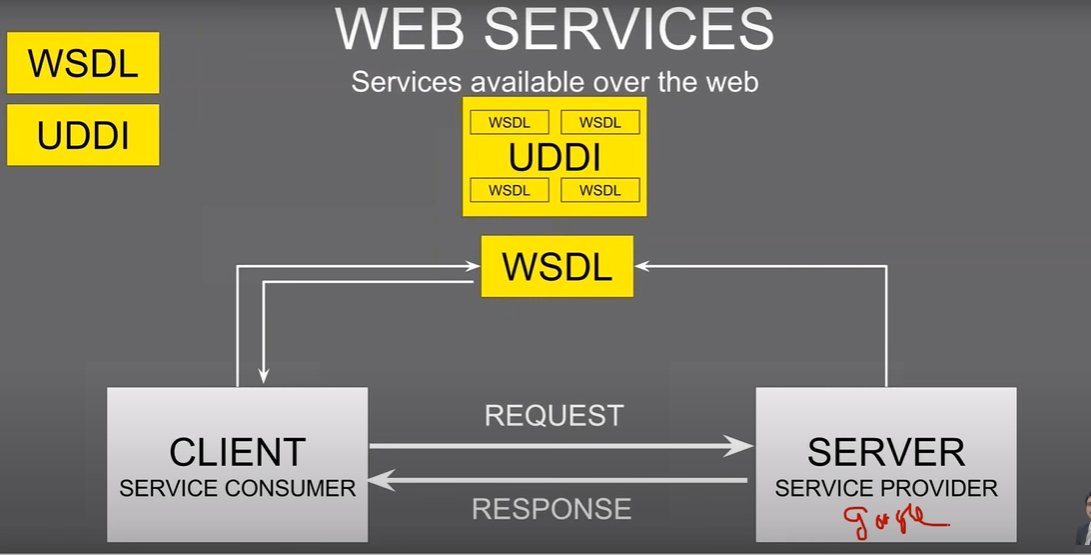 WEB SERVICES
Services available over the web
WSDL
UDDI
WSDL WSDL
UDDI
WSDL WSDL
WSDL
REQUEST
CLIENT
SERVICE CONSUMER
SERVER
SERVICE PROVIDER
Google
RESPONSE